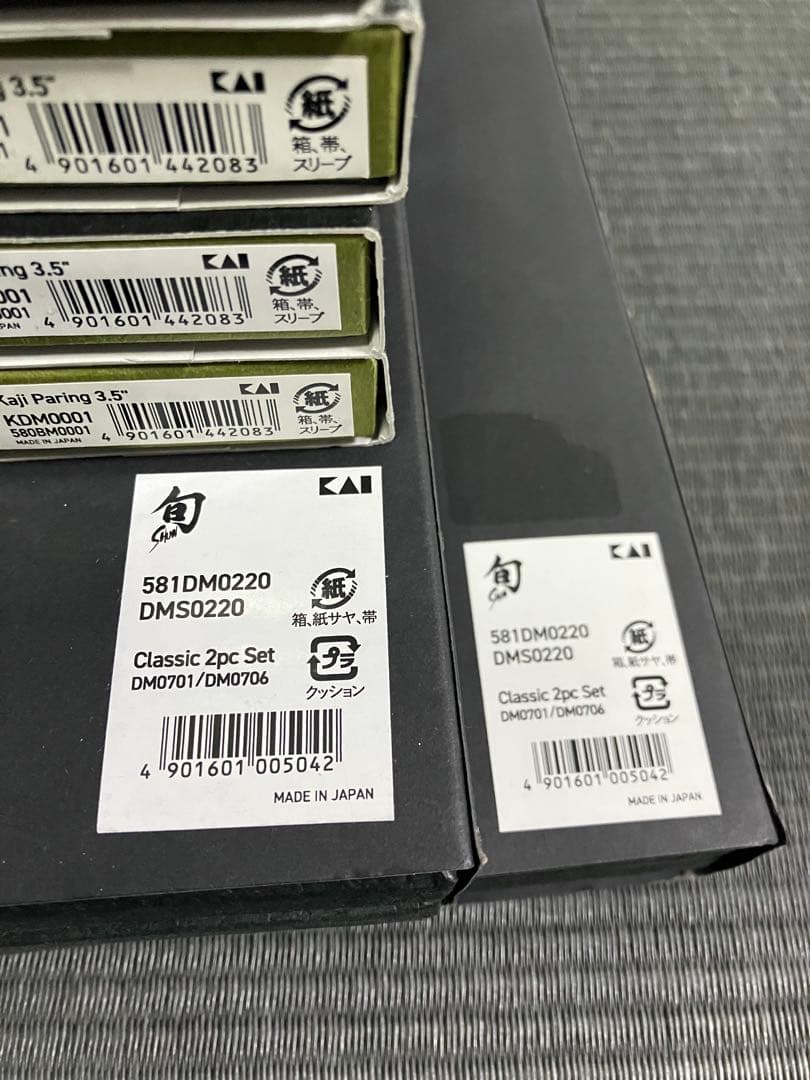 3.5"
KAI
紙
箱、帯、
スリーブ
4 901601 442083
3.5"
KAI
紙
箱、帯、
スリーブ
4 901601 442083
Kaji Paring 3.5"
KAI
KDM0001
580BM0001
MADE IN JAPAN
紙
箱、帯、
スリーブ
4 901601 442083
旬
SHUN
KAI
581DM0220
DMS0220
紙
箱、紙サヤ、帯
Classic 2pc Set
DM0701/DM0706
プラ
クッション
4 901601 005042
MADE IN JAPAN
旬
SHUN
KAI
581DM0220
DMS0220
紙
箱、紙サヤ、帯
Classic 2pc Set
DM0701/DM0706
プラ
クッション
4 901601 005042
MADE IN JAPAN